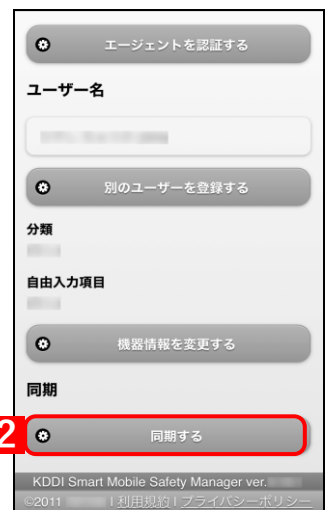 エージェントを認証する
ユーザー名
別のユーザーを登録する
分類
自由入力項目
機器情報を変更する
同期
2
同期する
KDDI Smart Mobile Safety Manager ver.
©2011 | 利用規約 | プライバシーポリシー